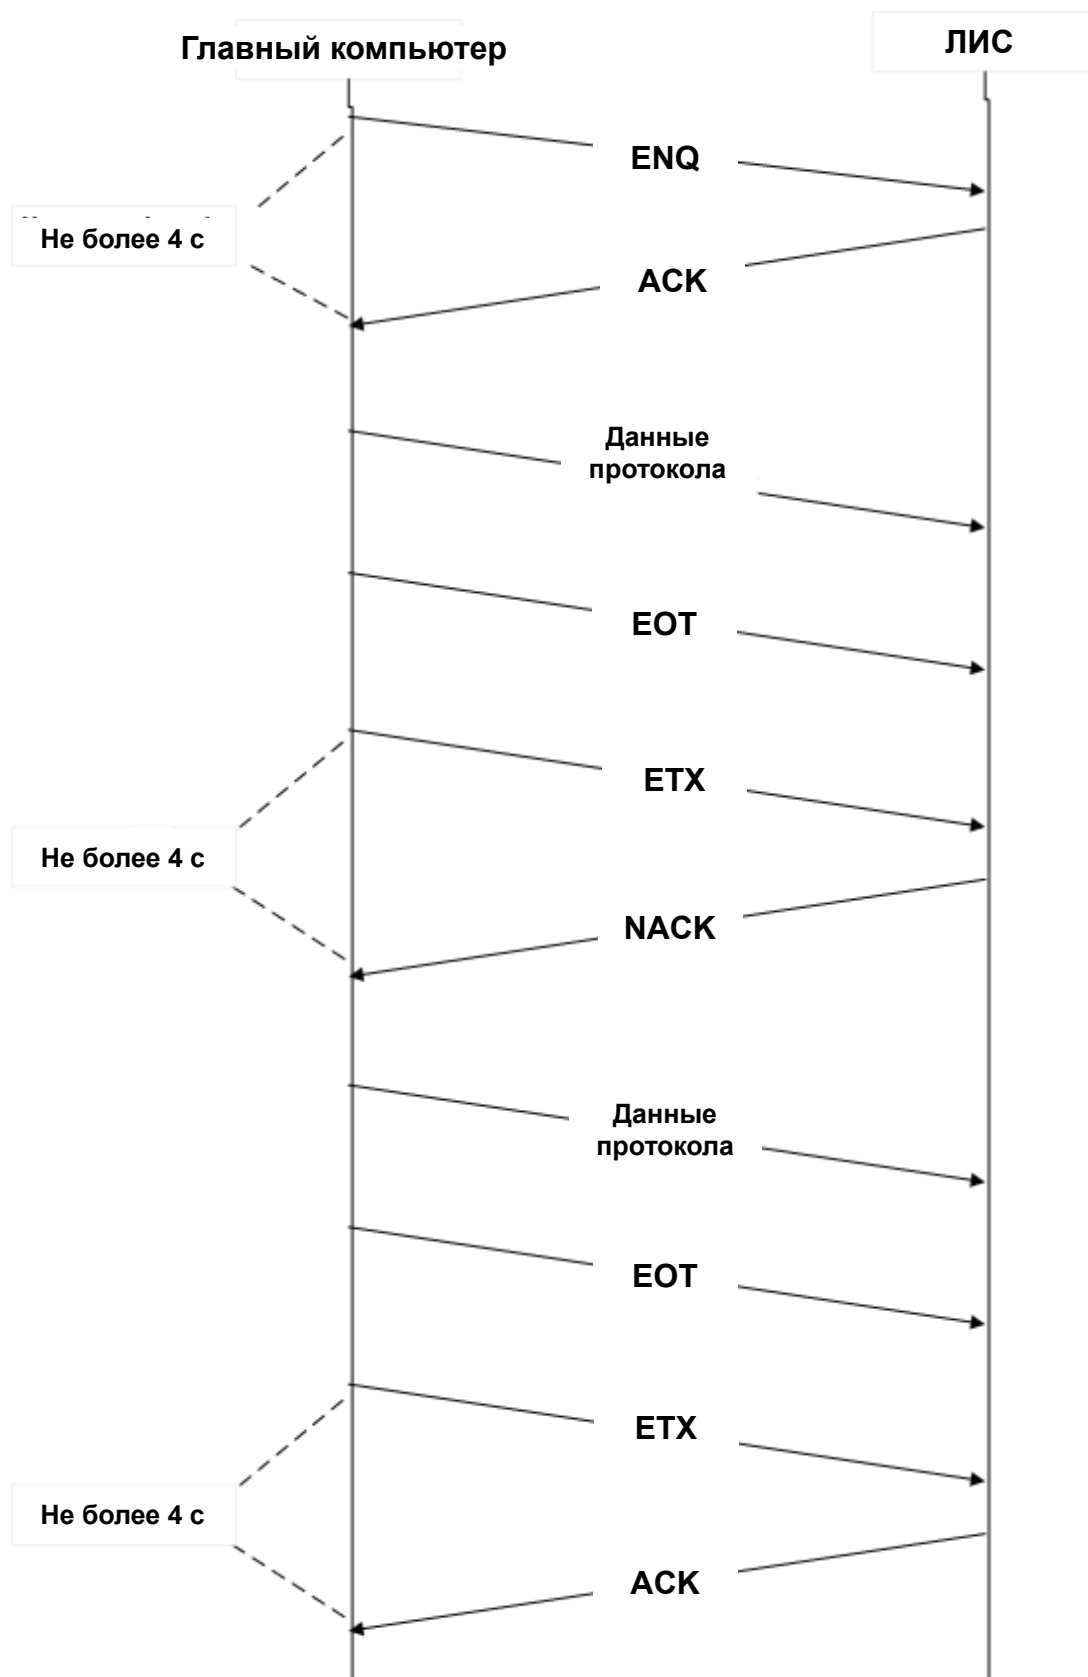 Главный компьютер
ЛИС
ENQ
Не более 4 с
ACK
Данные
протокола
EOT
ETX
Не более 4 с
NACK
Данные
протокола
EOT
ETX
Не более 4 с
ACK